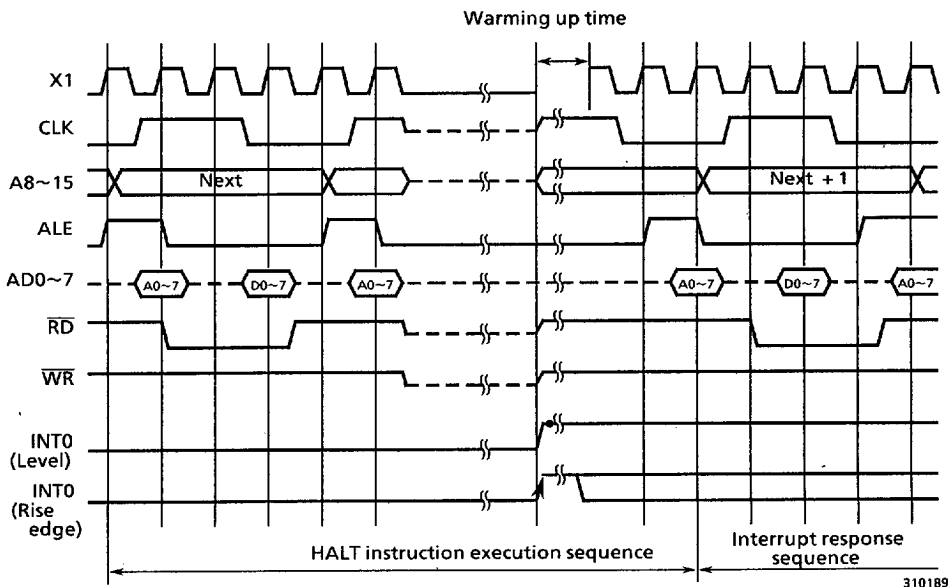 Warming up time
X1
CLK
A8~15
Next
Next + 1
ALE
AD0~7
A0~7
D0~7
A0~7
A0~7
D0~7
A0~7
RD
WR
INT0
(Level)
INT0
(Rise
edge)
HALT instruction execution sequence
Interrupt response
sequence
310189